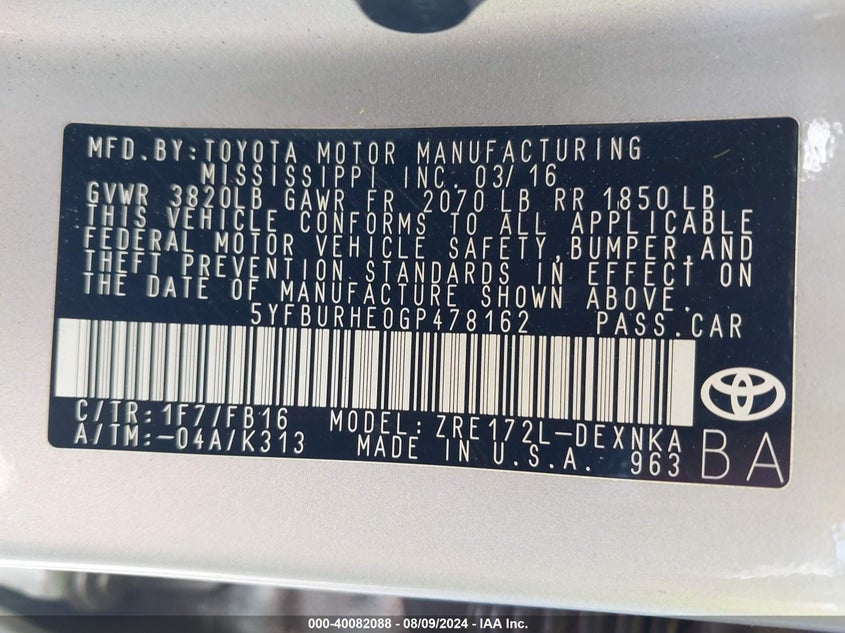 MFD.BY:TOYOTA MOTOR MANUFACTURING
MISSISSIPPI INC. 03/16
GVWR 3820LB GAWR FR 2070 LB RR 1850 LB
THIS VEHICLE CONFORMS TO ALL APPLICABLE
FEDERAL MOTOR VEHICLE SAFETY,BUMPER,AND
THEFT PREVENTION STANDARDS IN EFFECT ON
THE DATE OF MANUFACTURE SHOWN ABOVE.
5YFBURHE0GP478162 PASS.CAR
C/TR:1F7/FB16 MODEL:ZRE172L-DEXNKA
A/TM:-04A/K313 MADE IN U.S.A. 963
BA
000-40082088 - 08/09/2024 - IAA Inc.